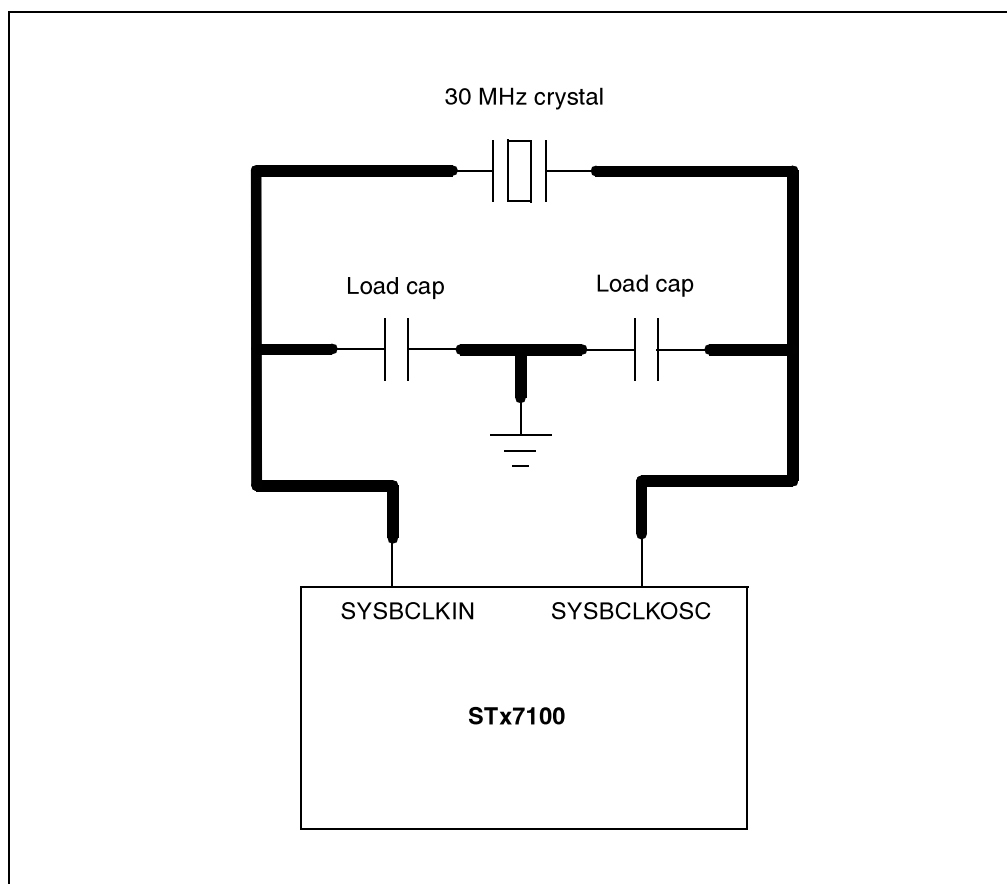 30 MHz crystal
Load cap
Load cap
SYSBCLKIN
SYSBCLKOSC
STx7100